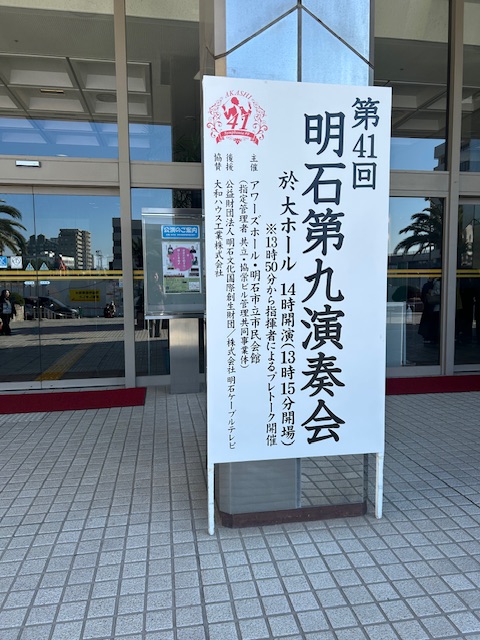 第41回
明石第九演奏会
於 大ホール 14時開演(13時15分開場)
※13時50分から指揮者によるプレトーク開催
主催 アワーズホール・明石市立市民会館
(指定管理者 共立・協栄ビル管理共同事業体)
後援 公益財団法人 明石文化国際創生財団/株式会社 明石ケーブルテレビ
協賛 大和ハウス工業株式会社
AKASHI